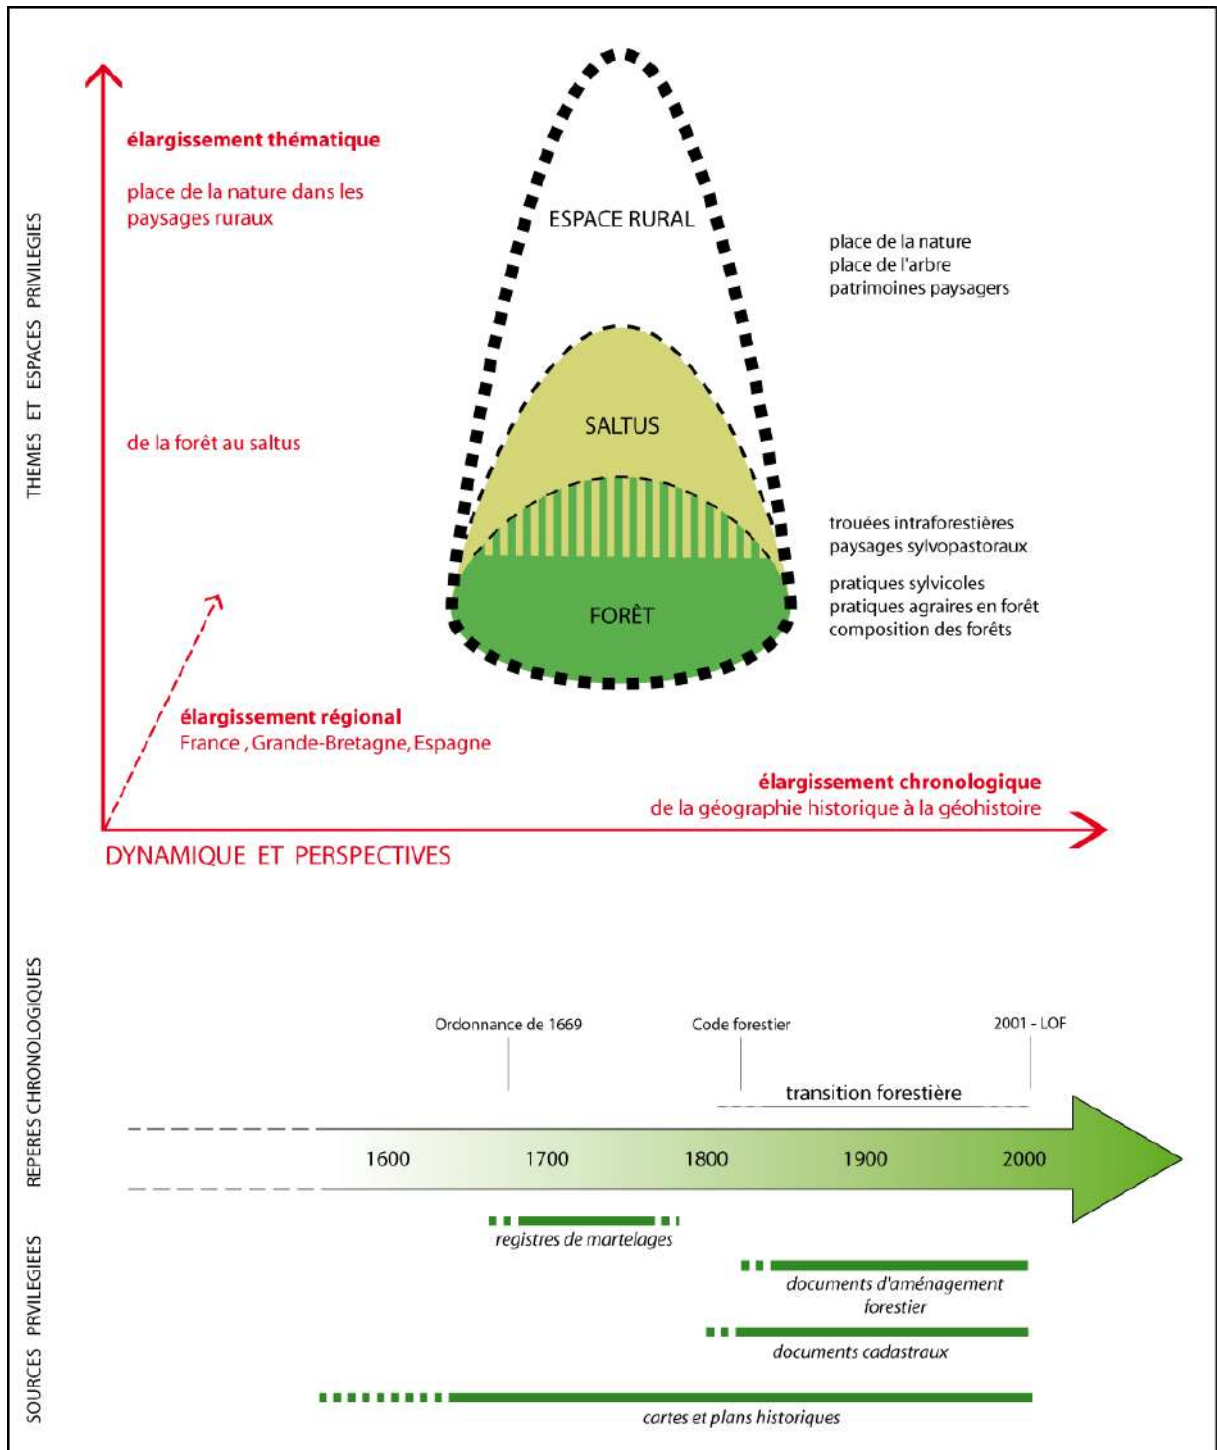 THEMES ET ESPACES PRIVILEGIES
élargissement thématique
place de la nature dans les
paysages ruraux
ESPACE RURAL
place de la nature
place de l'arbre
patrimoines paysagers
SALTUS
de la forêt au saltus
trouées intraforestières
paysages sylvopastoraux
FORÊT
pratiques sylvicoles
pratiques agraires en forêt
composition des forêts
élargissement régional
France , Grande-Bretagne, Espagne
élargissement chronologique
de la géographie historique à la géohistoire
DYNAMIQUE ET PERSPECTIVES
REPERES CHRONOLOGIQUES
Ordonnance de 1669
Code forestier
2001 - LOF
transition forestière
1600 1700 1800 1900 2000
SOURCES PRVILEGIEES
registres de martelages
documents d'aménagement
forestier
documents cadastraux
cartes et plans historiques